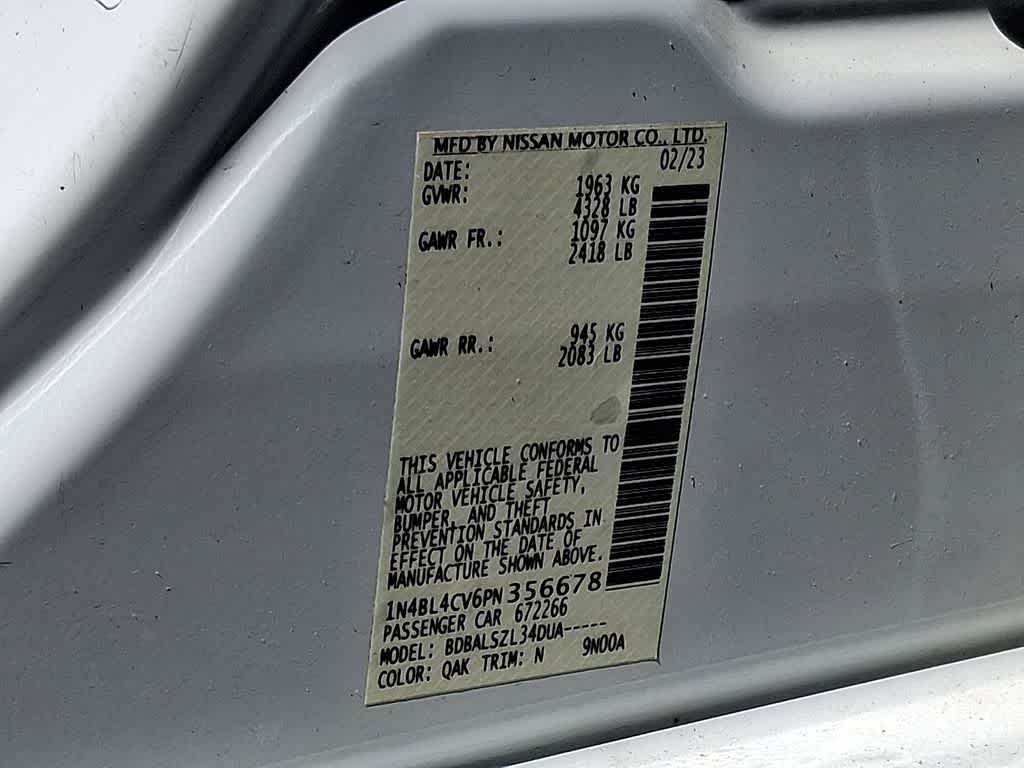 MFD BY NISSAN MOTOR CO., LTD.
DATE: 02/23
GVWR: 1963 KG
4328 LB
GAWR FR.: 1097 KG
2418 LB
GAWR RR.: 945 KG
2083 LB
THIS VEHICLE CONFORMS TO
ALL APPLICABLE FEDERAL
MOTOR VEHICLE SAFETY,
BUMPER, AND THEFT
PREVENTION STANDARDS IN
EFFECT ON THE DATE OF
MANUFACTURE SHOWN ABOVE.
1N4BL4CV6PN356678
PASSENGER CAR 672266
MODEL: BDBALSZL34DUA-----
COLOR: QAK TRIM: N 9N00A